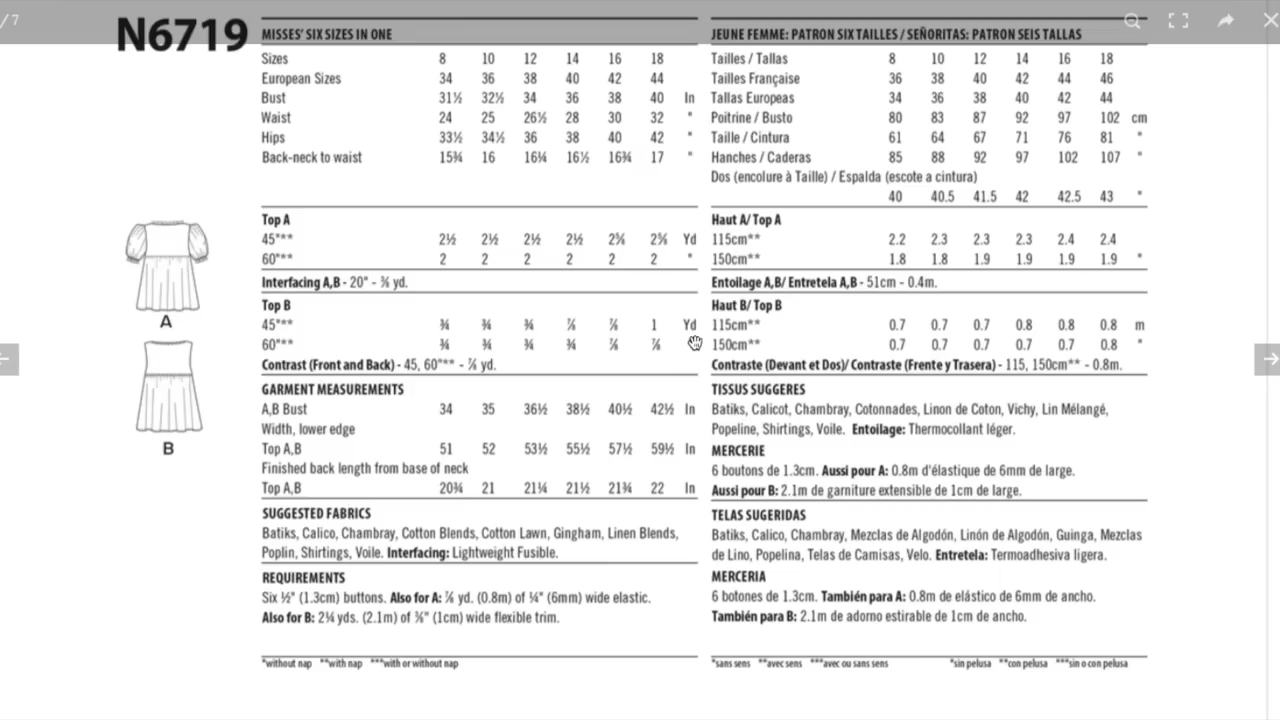 / 7
N6719
MISSES' SIX SIZES IN ONE
Sizes 8 10 12 14 16 18
European Sizes 34 36 38 40 42 44
Bust 31½ 32½ 34 36 38 40 In
Waist 24 25 26½ 28 30 32 "
Hips 33½ 34½ 36 38 40 42 "
Back-neck to waist 15¾ 16 16¼ 16½ 16¾ 17 "
Top A
45"** 2½ 2½ 2½ 2½ 2⅝ 2⅝ Yd
60"** 2 2 2 2 2 2 "
Interfacing A,B - 20" - ⅜ yd.
Top B
45"** ¾ ¾ ¾ ⅞ ⅞ 1 Yd
60"** ¾ ¾ ¾ ¾ ⅞ ⅞
Contrast (Front and Back) - 45, 60"** - ⅞ yd.
GARMENT MEASUREMENTS
A,B Bust 34 35 36½ 38½ 40½ 42½ In
Width, lower edge
Top A,B 51 52 53½ 55½ 57½ 59½ In
Finished back length from base of neck
Top A,B 20¾ 21 21¼ 21½ 21¾ 22 In
SUGGESTED FABRICS
Batiks, Calico, Chambray, Cotton Blends, Cotton Lawn, Gingham, Linen Blends,
Poplin, Shirtings, Voile. Interfacing: Lightweight Fusible.
REQUIREMENTS
Six ½" (1.3cm) buttons. Also for A: ⅞ yd. (0.8m) of ¼" (6mm) wide elastic.
Also for B: 2¼ yds. (2.1m) of ⅜" (1cm) wide flexible trim.
*without nap **with nap ***with or without nap
A
B
JEUNE FEMME: PATRON SIX TAILLES / SEÑORITAS: PATRON SEIS TALLAS
Tailles / Tallas 8 10 12 14 16 18
Tailles Française 36 38 40 42 44 46
Tallas Europeas 34 36 38 40 42 44
Poitrine / Busto 80 83 87 92 97 102 cm
Taille / Cintura 61 64 67 71 76 81 "
Hanches / Caderas 85 88 92 97 102 107 "
Dos (encolure à Taille) / Espalda (escote a cintura)
40 40.5 41.5 42 42.5 43 "
Haut A/ Top A
115cm** 2.2 2.3 2.3 2.3 2.4 2.4
150cm** 1.8 1.8 1.9 1.9 1.9 1.9 "
Entoilage A,B/ Entretela A,B - 51cm - 0.4m.
Haut B/ Top B
115cm** 0.7 0.7 0.7 0.8 0.8 0.8 m
150cm** 0.7 0.7 0.7 0.7 0.7 0.8 "
Contraste (Devant et Dos)/ Contraste (Frente y Trasera) - 115, 150cm** - 0.8m.
TISSUS SUGGERES
Batiks, Calicot, Chambray, Cotonnades, Linon de Coton, Vichy, Lin Mélangé,
Popeline, Shirtings, Voile. Entoilage: Thermocollant léger.
MERCERIE
6 boutons de 1.3cm. Aussi pour A: 0.8m d'élastique de 6mm de large.
Aussi pour B: 2.1m de garniture extensible de 1cm de large.
TELAS SUGERIDAS
Batiks, Calico, Chambray, Mezclas de Algodón, Linón de Algodón, Guinga, Mezclas
de Lino, Popelina, Telas de Camisas, Velo. Entretela: Termoadhesiva ligera.
MERCERIA
6 botones de 1.3cm. También para A: 0.8m de elástico de 6mm de ancho.
También para B: 2.1m de adorno estirable de 1cm de ancho.
*sans sens **avec sens ***avec ou sans sens *sin pelusa **con pelusa ***sin o con pelusa